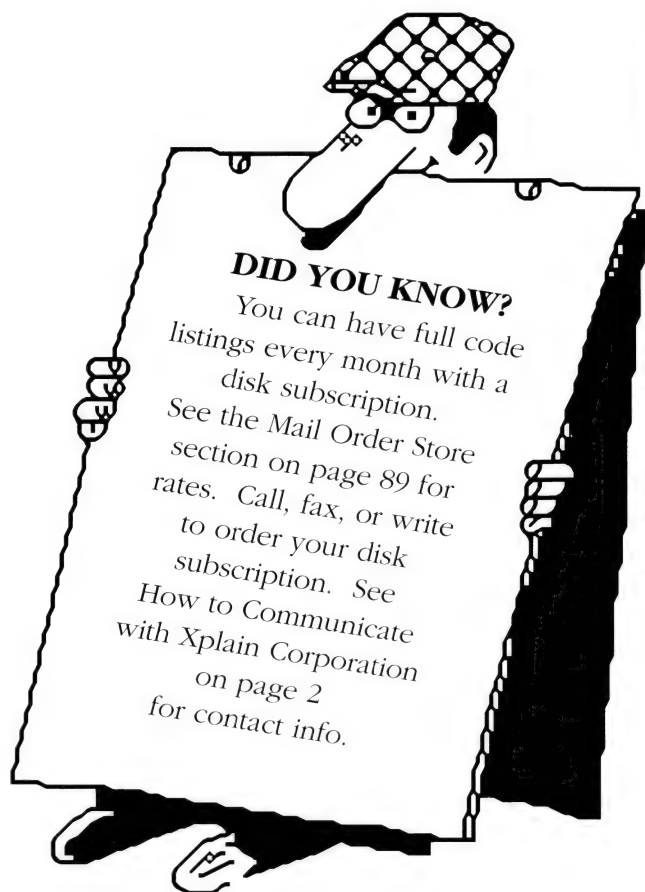 DID YOU KNOW?
You can have full code
listings every month with a
disk subscription.
See the Mail Order Store
section on page 89 for
rates. Call, fax, or write
to order your disk
subscription. See
How to Communicate
with Xplain Corporation
on page 2
for contact info.